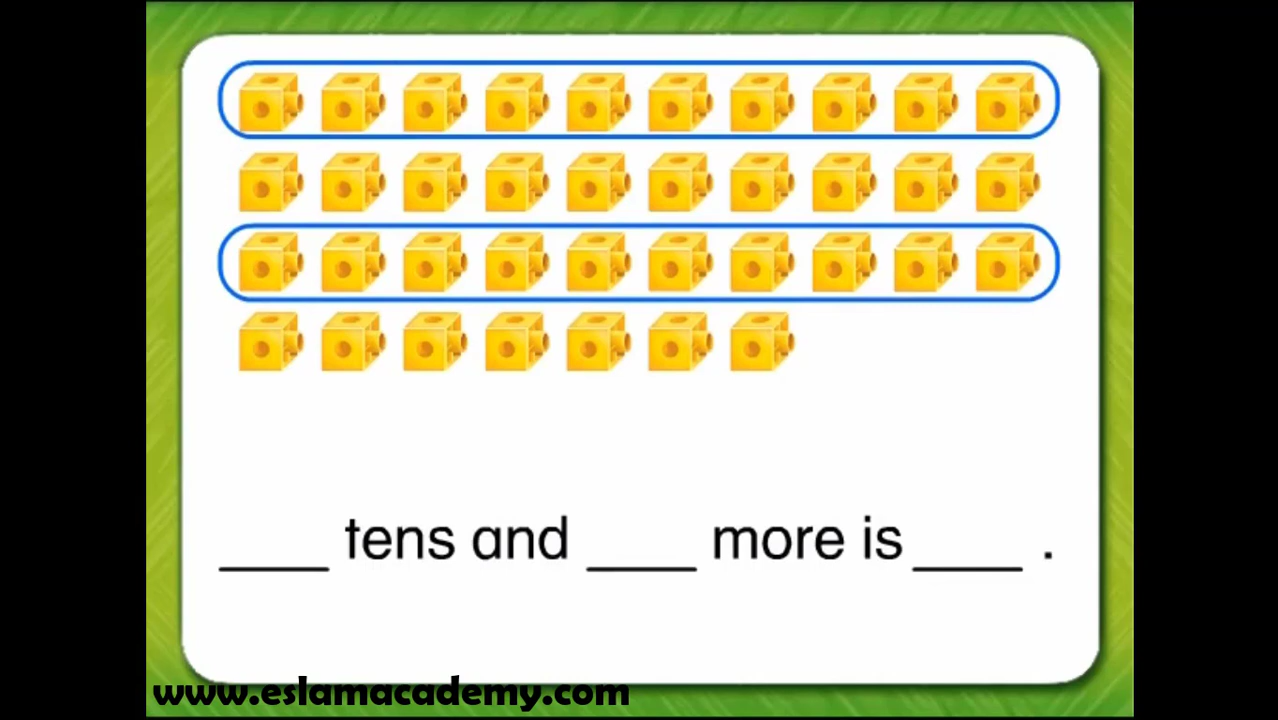 ____ tens and ____ more is ____ .
www.eslamacademy.com